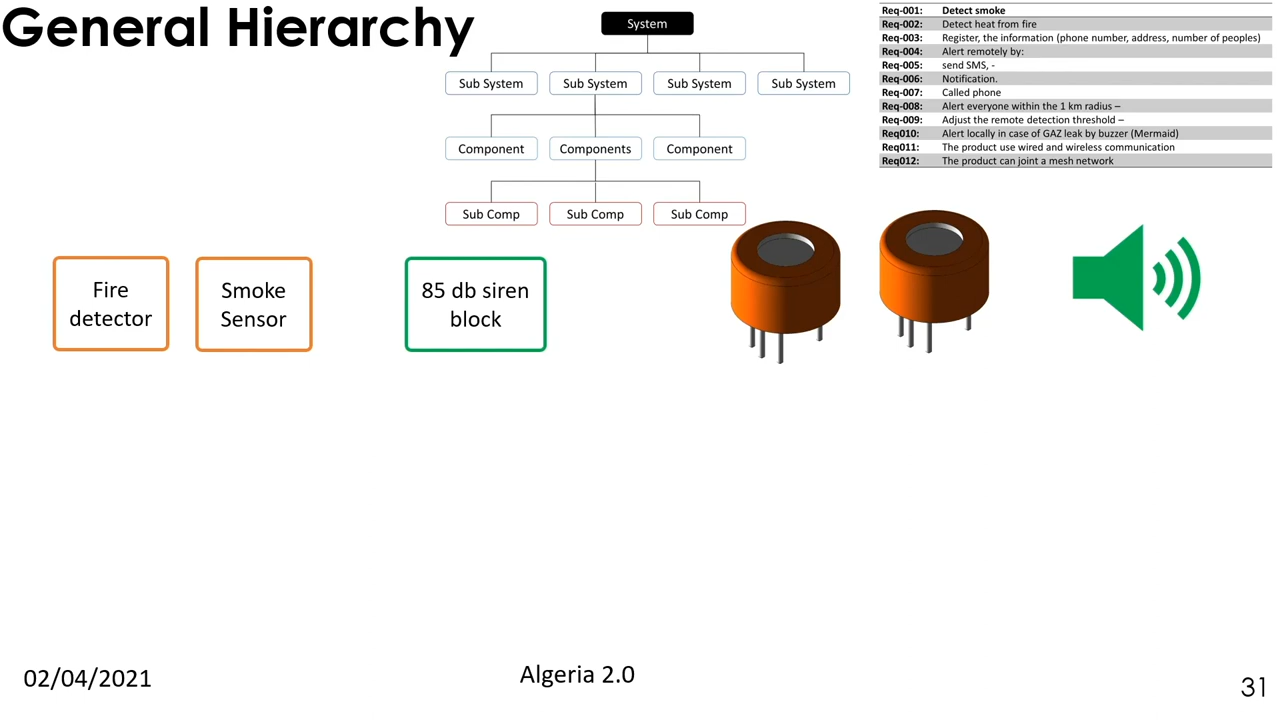 General Hierarchy
System
Sub System
Sub System
Sub System
Sub System
Component
Components
Component
Sub Comp
Sub Comp
Sub Comp
Req-001: Detect smoke
Req-002: Detect heat from fire
Req-003: Register, the information (phone number, address, number of peoples)
Req-004: Alert remotely by:
Req-005: send SMS, -
Req-006: Notification.
Req-007: Called phone
Req-008: Alert everyone within the 1 km radius –
Req-009: Adjust the remote detection threshold –
Req010: Alert locally in case of GAZ leak by buzzer (Mermaid)
Req011: The product use wired and wireless communication
Req012: The product can joint a mesh network
Fire
detector
Smoke
Sensor
85 db siren
block
02/04/2021
Algeria 2.0
31